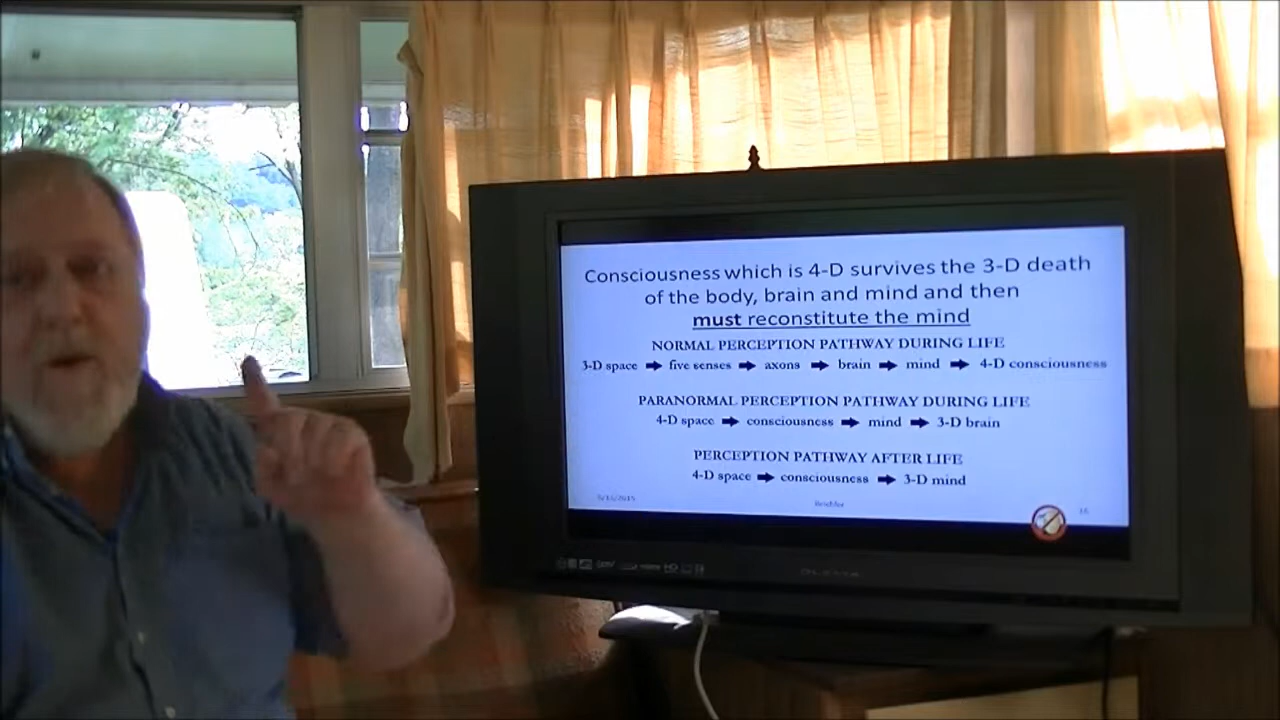 Consciousness which is 4-D survives the 3-D death
of the body, brain and mind and then
must reconstitute the mind
NORMAL PERCEPTION PATHWAY DURING LIFE
3-D space ➡ five senses ➡ axons ➡ brain ➡ mind ➡ 4-D consciousness
PARANORMAL PERCEPTION PATHWAY DURING LIFE
4-D space ➡ consciousness ➡ mind ➡ 3-D brain
PERCEPTION PATHWAY AFTER LIFE
4-D space ➡ consciousness ➡ 3-D mind